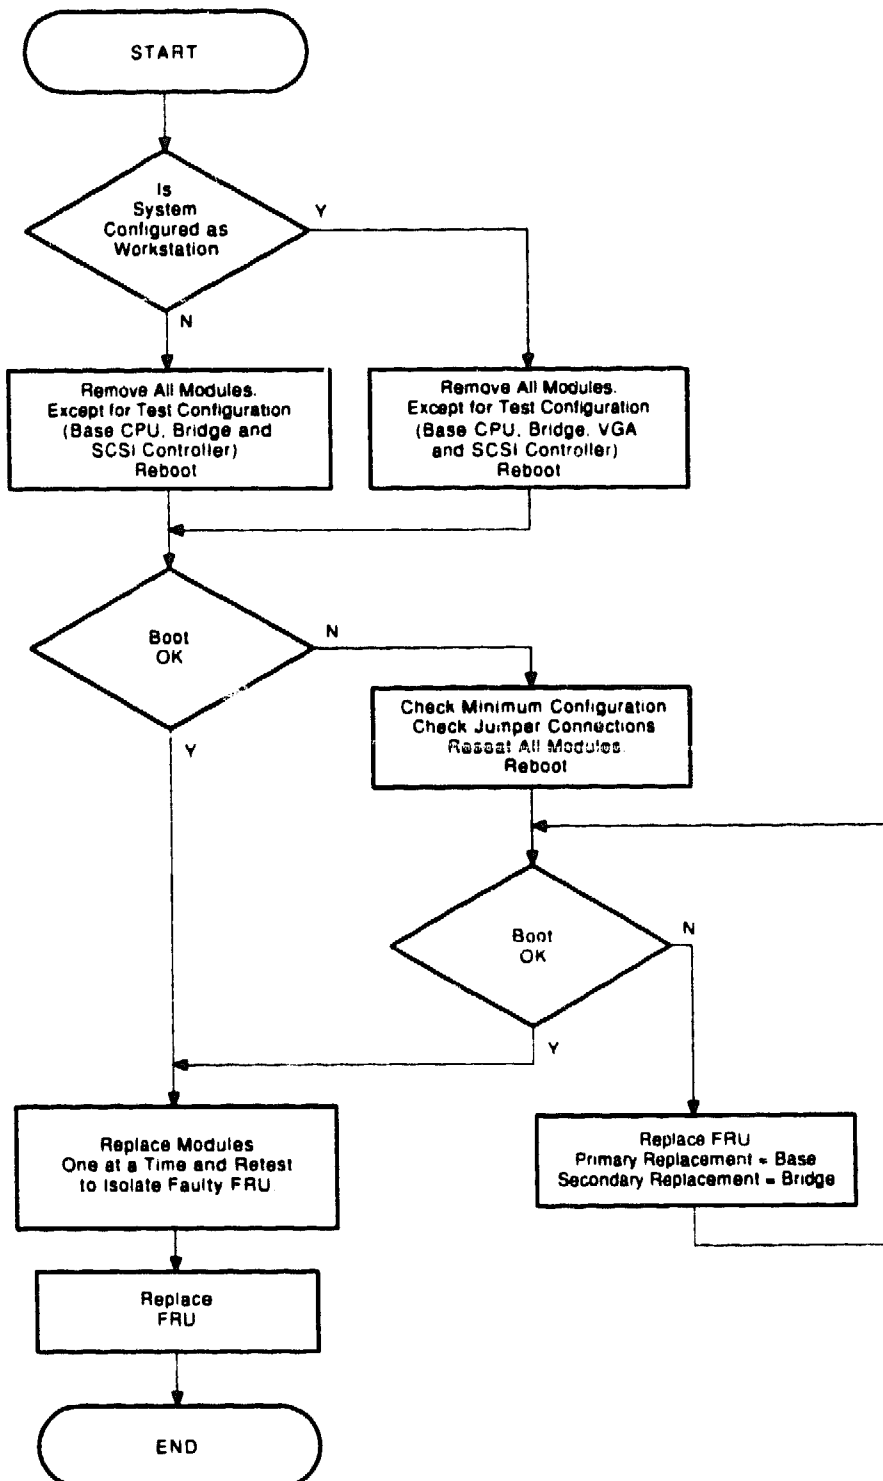 START
Is
System
Configured as
Workstation
Y
N
Remove All Modules.
Except for Test Configuration
(Base CPU, Bridge and
SCSI Controller)
Reboot
Remove All Modules.
Except for Test Configuration
(Base CPU, Bridge, VGA
and SCSI Controller)
Reboot
Boot
OK
N
Y
Check Minimum Configuration
Check Jumper Connections
Reseat All Modules.
Reboot
Boot
OK
N
Y
Replace Modules
One at a Time and Retest
to Isolate Faulty FRU
Replace FRU
Primary Replacement = Base
Secondary Replacement = Bridge
Replace
FRU
END